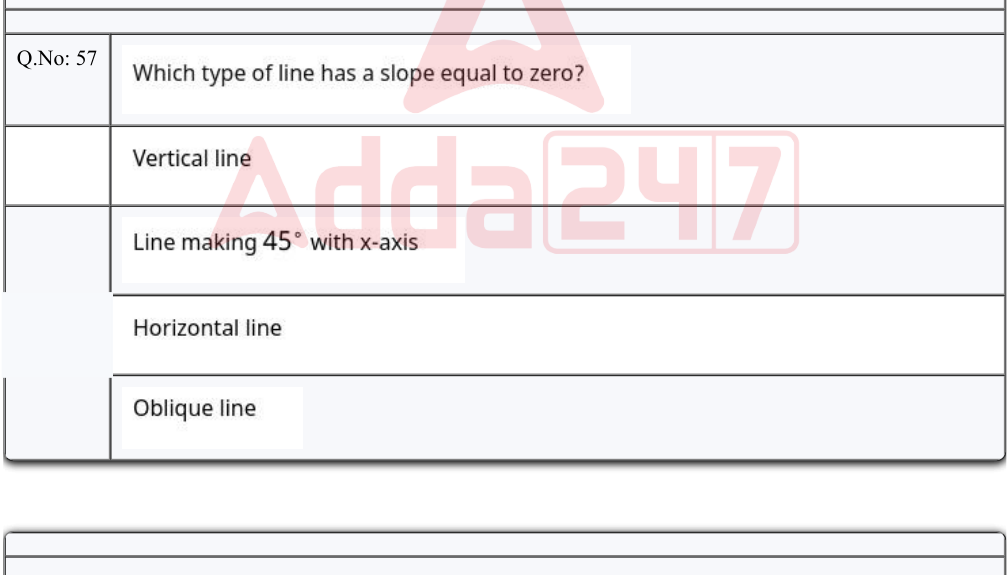 Q.No: 57
Which type of line has a slope equal to zero?
Vertical line
Adda247
Line making 45° with x-axis
Horizontal line
Oblique line